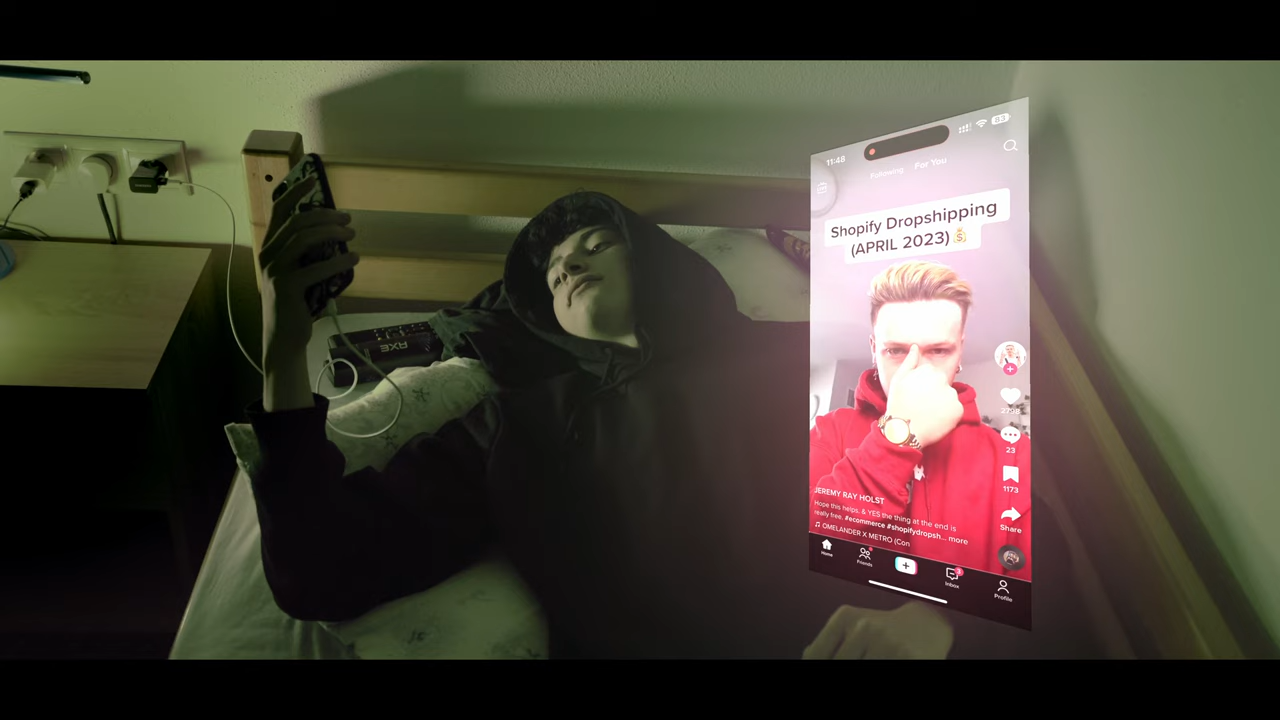 11:48
83
Following
For You
Shopify Dropshipping
(APRIL 2023)💰
AXE
2798
23
1173
Share
JEREMY RAY HOLST
Hope this helps, & YES the thing at the end is
really free. #ecommerce #shopifydropsh... more
♫ OMELANDER X METRO (Con
Home
Friends
Inbox
Profile